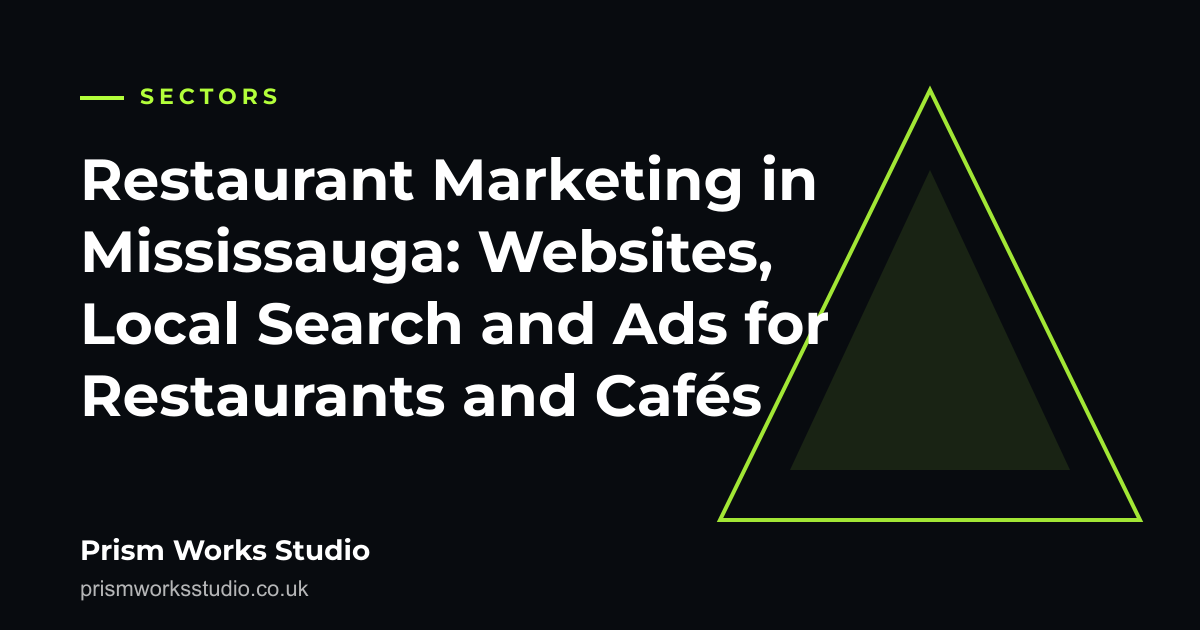 SECTORS
Restaurant Marketing in
Mississauga: Websites,
Local Search and Ads for
Restaurants and Cafés
Prism Works Studio
prismworksstudio.co.uk